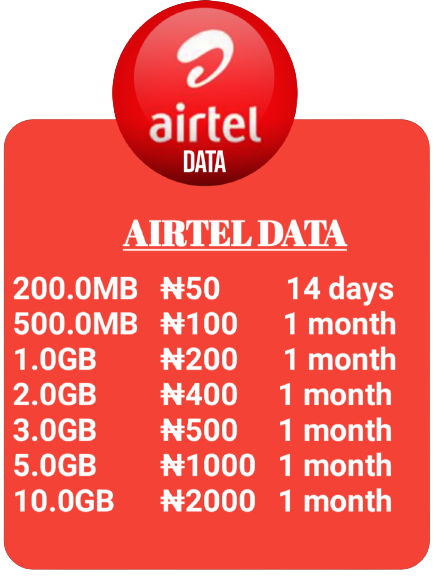 airtel
DATA
AIRTEL DATA
200.0MB ₦50 14 days
500.0MB ₦100 1 month
1.0GB ₦200 1 month
2.0GB ₦400 1 month
3.0GB ₦500 1 month
5.0GB ₦1000 1 month
10.0GB ₦2000 1 month